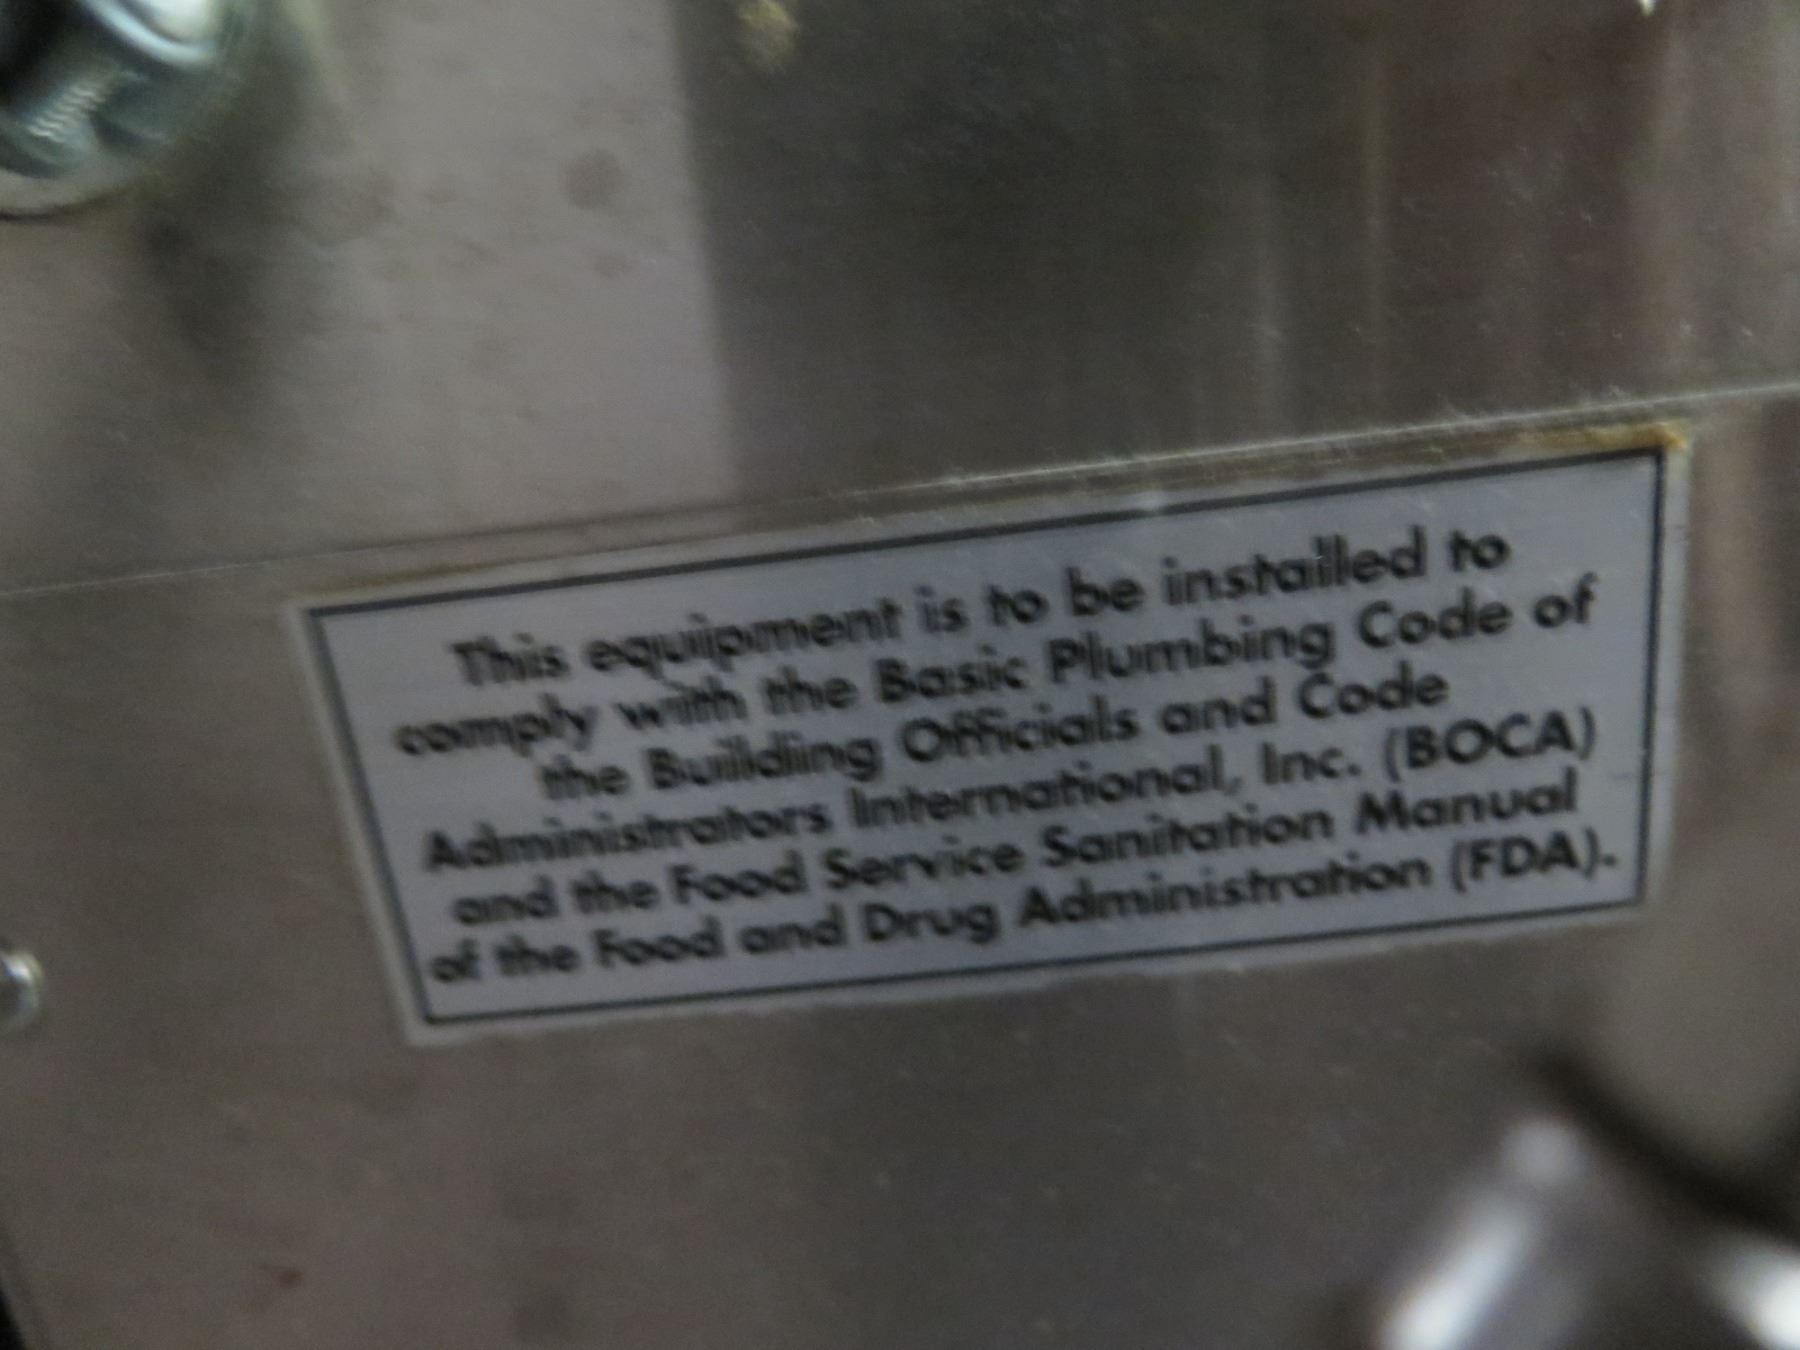 This equipment is to be installed to
comply with the Basic Plumbing Code of
the Building Officials and Code
Administrators International, Inc. (BOCA)
and the Food Service Sanitation Manual
of the Food and Drug Administration (FDA).